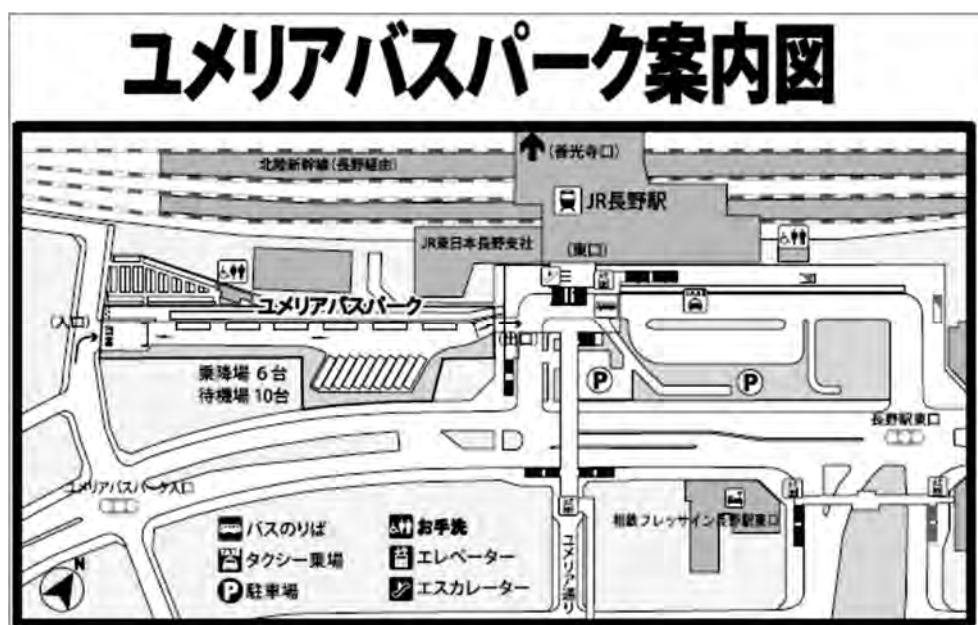 ユメリアバスパーク案内図
(善光寺口)
北陸新幹線(長野経由)
JR長野駅
JR東日本長野支社
(東口)
ユメリアバスパーク
(入口)
(出口)
乗降場 6台
待機場 10台
P
P
長野駅東口
ユメリアバスパーク入口
相鉄フレッサイン長野駅東口
ユメリア通り
N
バスのりば
お手洗
TAXI
タクシー乗場
エレベーター
P
駐車場
エスカレーター